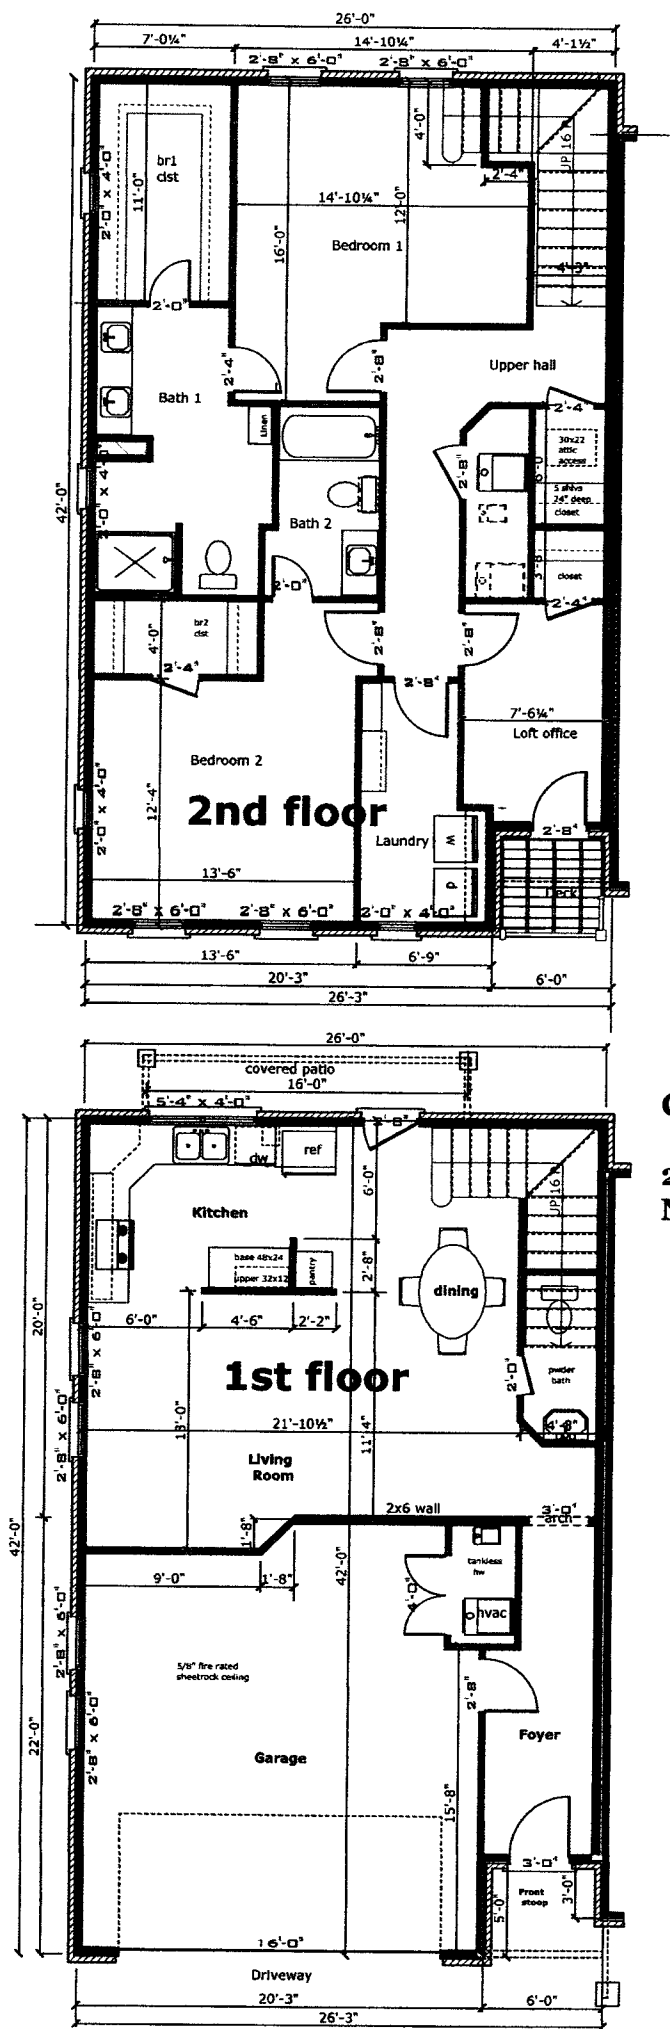 26'-0"
7'-0¼" 14'-10¼" 4'-1½"
2'-8" x 6'-0" 2'-8" x 6'-0"
4'-0"
UP 16 R
br1
clst
2'-0" x 4'-0"
11'-0"
2'-4"
14'-10¼"
12'-0"
16'-0"
Bedroom 1
4'-3"
2'-0"
2'-4"
2'-8"
Upper hall
Bath 1
2'-4"
Linen
30x22
attic
access
2'-8"
5 shlvs
24" deep
closet
2'-0" x 4'-0"
42'-0"
Bath 2
3'-8"
closet
2'-0"
2'-4"
br2
clst
4'-0"
2'-4"
2'-8"
2'-8"
2'-8"
7'-6¼"
Loft office
Bedroom 2
2'-0" x 4'-0"
12'-4"
2nd floor
2'-8"
Laundry
W
D
13'-6"
Deck
2'-8" x 6'-0" 2'-8" x 6'-0" 2'-0" x 4'-0"
13'-6" 6'-9"
20'-3" 6'-0"
26'-3"
26'-0"
covered patio
16'-0"
5'-4" x 4'-0"
dw
ref
6'-0"
UP 16 R
Kitchen
base 48x24
upper 32x12
pantry
2'-8"
dining
6'-0" 4'-6" 2'-2"
20'-0"
2'-8" x 6'-0"
1st floor
2'-0"
pwder
bath
2'-8" x 6'-0"
13'-0"
21'-10½"
11'-4"
4'-8"
Living
Room
2x6 wall
3'-0"
arch
1'-8"
42'-0"
42'-0"
tankless
hw
9'-0" 1'-8"
4'-0"
hvac
2'-8" x 6'-0"
5/8" fire rated
sheetrock ceiling
2'-8"
22'-0"
2'-8" x 6'-0"
Foyer
Garage
15'-8"
3'-0"
Front
stoop
5'-0"
3'-0"
16'-0"
Driveway
20'-3" 6'-0"
26'-3"